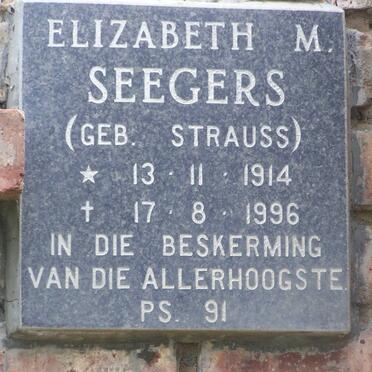 ELIZABETH M.
SEEGERS
(GEB. STRAUSS)
★ 13 · 11 · 1914
† 17 · 8 · 1996
IN DIE BESKERMING
VAN DIE ALLERHOOGSTE.
PS. 91